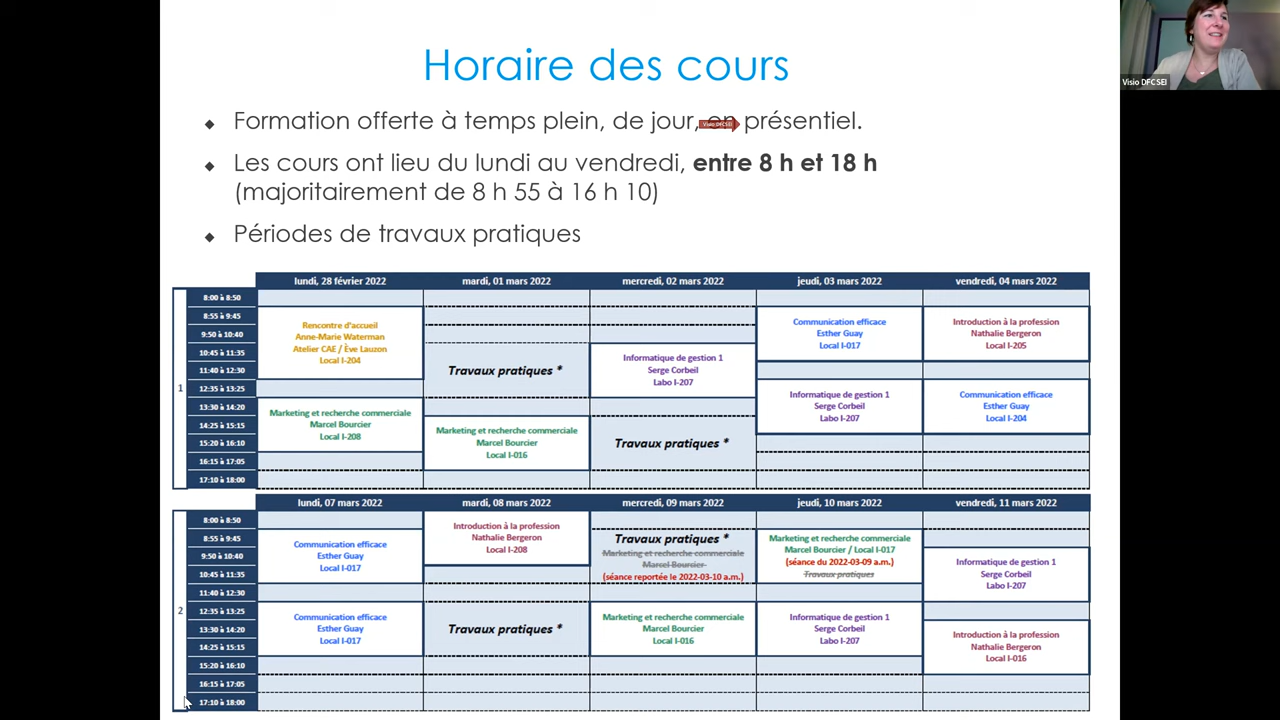 Horaire des cours
Visio DFCSEI
Formation offerte à temps plein, de jour, en présentiel.
Visio DFCSEI
Les cours ont lieu du lundi au vendredi, entre 8 h et 18 h
(majoritairement de 8 h 55 à 16 h 10)
Périodes de travaux pratiques
lundi, 28 février 2022 mardi, 01 mars 2022 mercredi, 02 mars 2022 jeudi, 03 mars 2022 vendredi, 04 mars 2022
1
8:00 à 8:50
8:55 à 9:45
9:50 à 10:40
10:45 à 11:35
11:40 à 12:30
12:35 à 13:25
13:30 à 14:20
14:25 à 15:15
15:20 à 16:10
16:15 à 17:05
17:10 à 18:00
Rencontre d'accueil
Anne-Marie Waterman
Atelier CAE / Ève Lauzon
Local I-204
Marketing et recherche commerciale
Marcel Bourcier
Local I-208
Travaux pratiques *
Marketing et recherche commerciale
Marcel Bourcier
Local I-016
Informatique de gestion 1
Serge Corbeil
Labo I-207
Travaux pratiques *
Communication efficace
Esther Guay
Local I-017
Informatique de gestion 1
Serge Corbeil
Labo I-207
Introduction à la profession
Nathalie Bergeron
Local I-205
Communication efficace
Esther Guay
Local I-204
lundi, 07 mars 2022 mardi, 08 mars 2022 mercredi, 09 mars 2022 jeudi, 10 mars 2022 vendredi, 11 mars 2022
2
8:00 à 8:50
8:55 à 9:45
9:50 à 10:40
10:45 à 11:35
11:40 à 12:30
12:35 à 13:25
13:30 à 14:20
14:25 à 15:15
15:20 à 16:10
16:15 à 17:05
17:10 à 18:00
Communication efficace
Esther Guay
Local I-017
Communication efficace
Esther Guay
Local I-017
Introduction à la profession
Nathalie Bergeron
Local I-208
Travaux pratiques *
Travaux pratiques *
Marketing et recherche commerciale
Marcel Bourcier
(séance reportée le 2022-03-10 a.m.)
Marketing et recherche commerciale
Marcel Bourcier
Local I-016
Marketing et recherche commerciale
Marcel Bourcier / Local I-017
(séance du 2022-03-09 a.m.)
Travaux pratiques
Informatique de gestion 1
Serge Corbeil
Labo I-207
Informatique de gestion 1
Serge Corbeil
Labo I-207
Introduction à la profession
Nathalie Bergeron
Local I-016